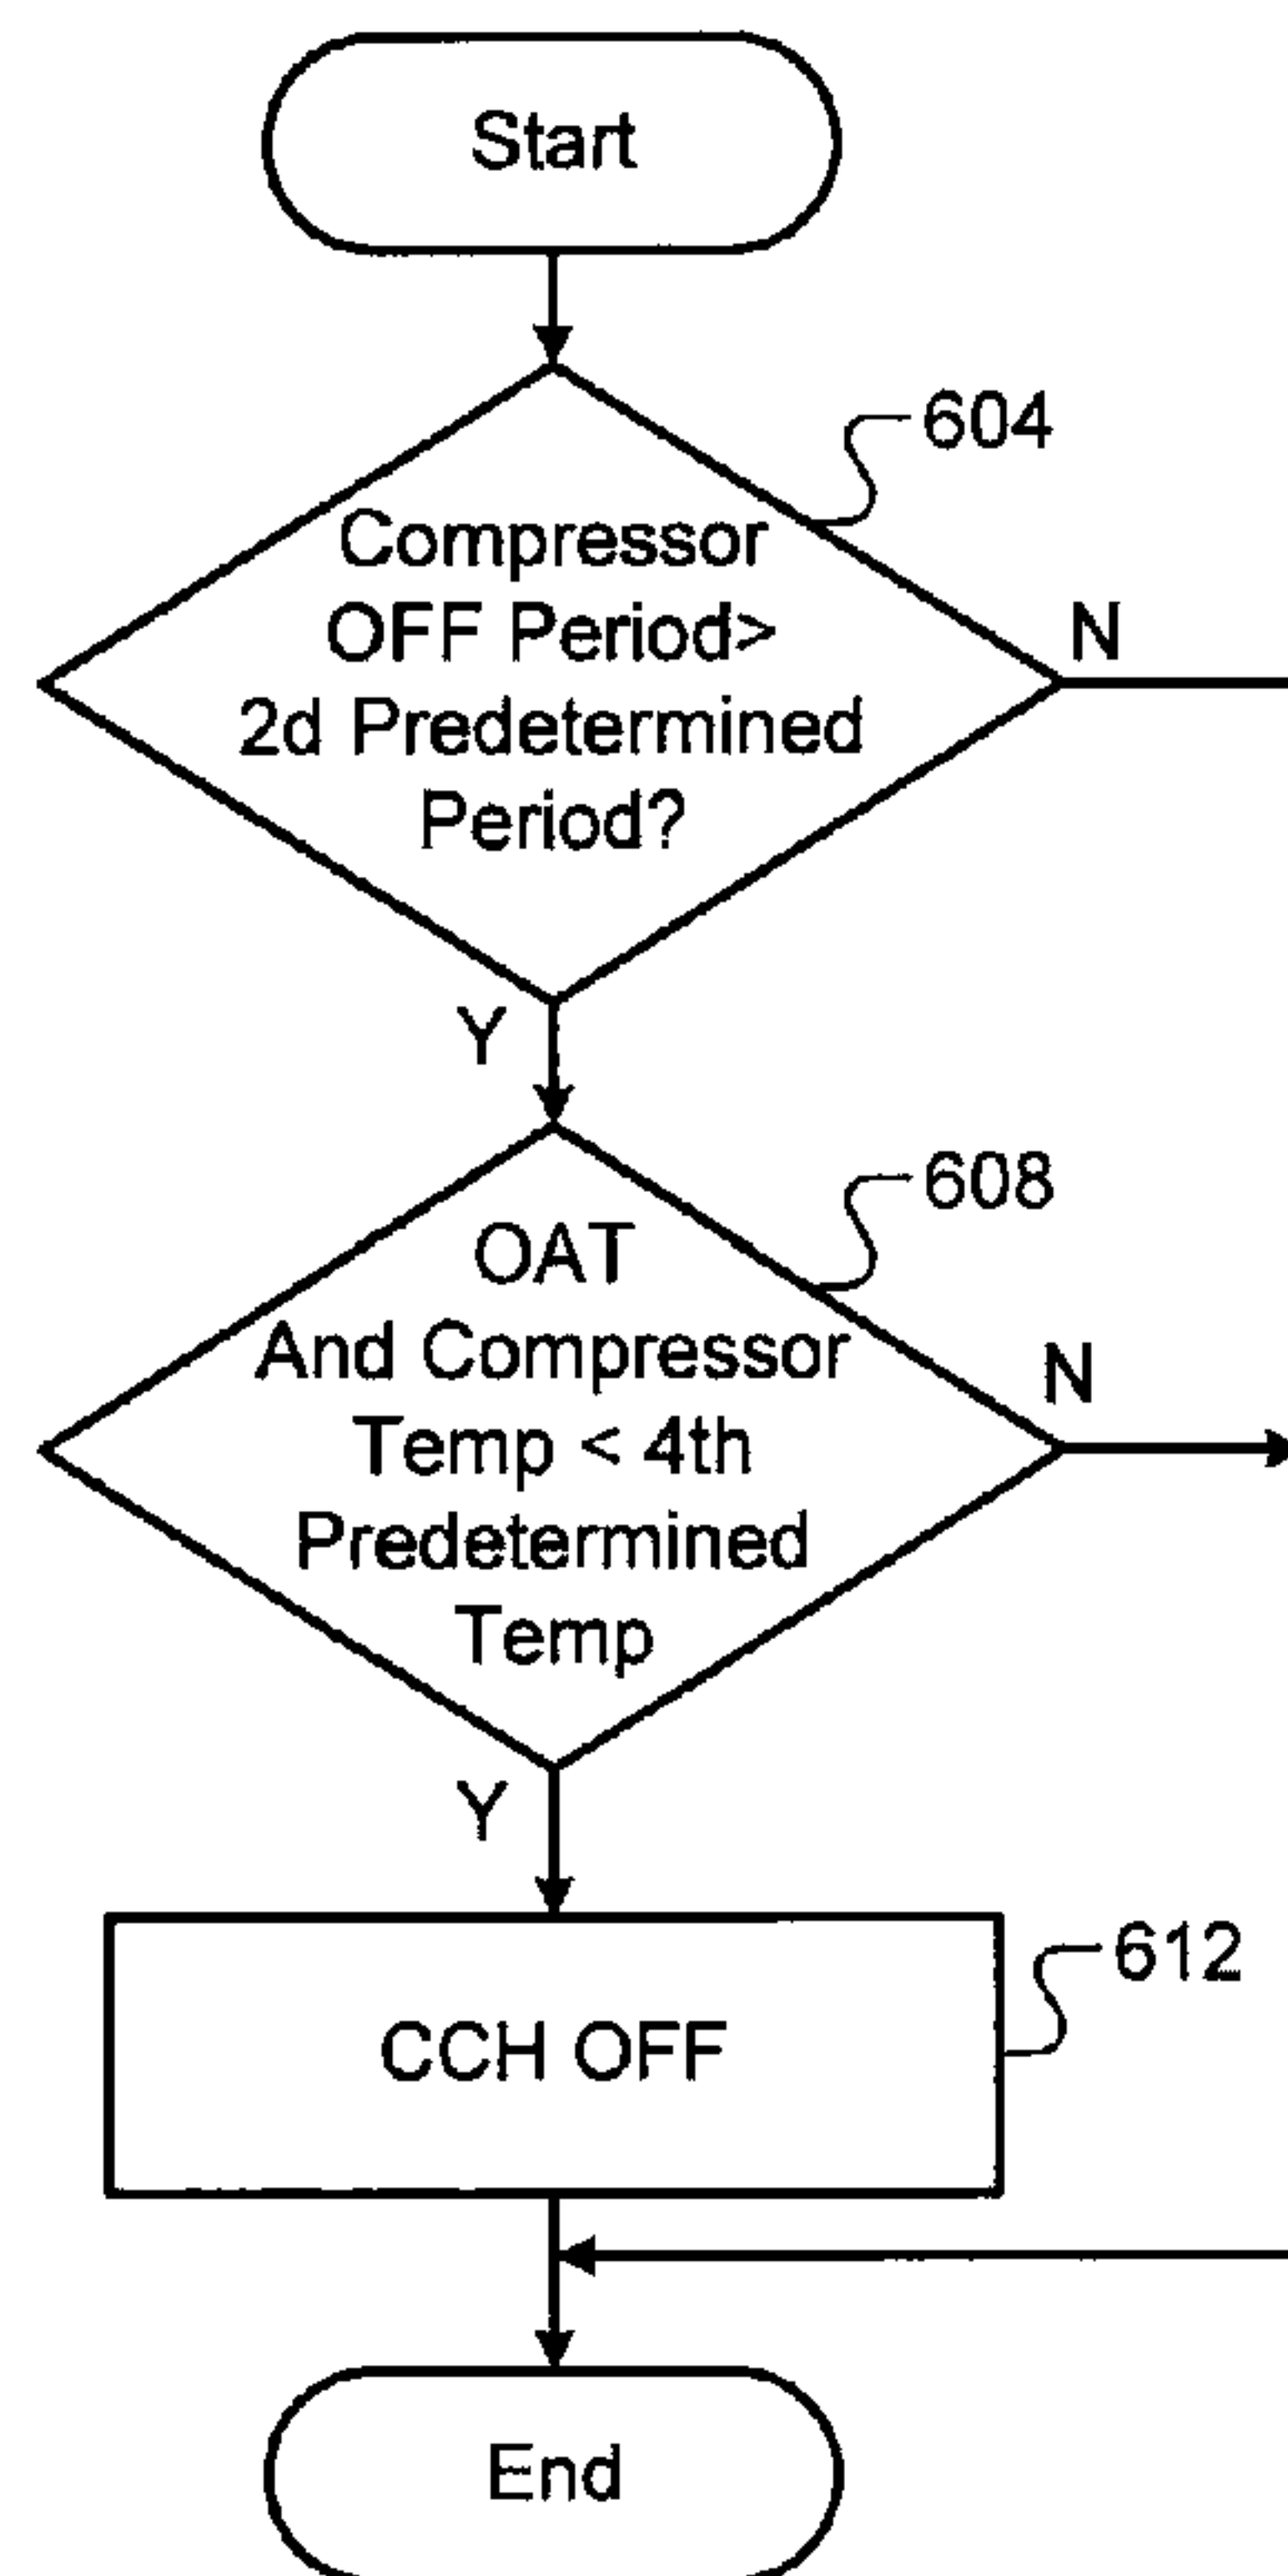 Start
604
Compressor
OFF Period>
2d Predetermined
Period?
N
Y
608
OAT
And Compressor
Temp < 4th
Predetermined
Temp
N
Y
612
CCH OFF
End